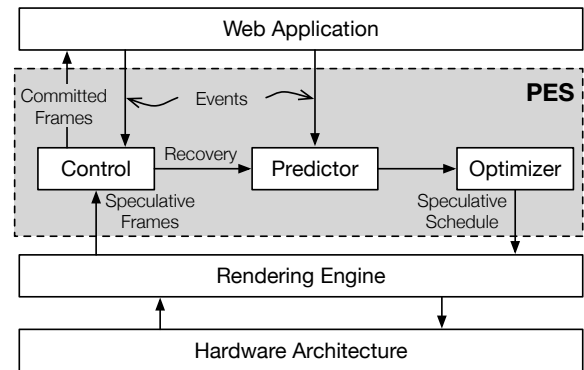 Web Application
PES
Committed
Frames
Events
Control
Recovery
Predictor
Optimizer
Speculative
Frames
Speculative
Schedule
Rendering Engine
Hardware Architecture